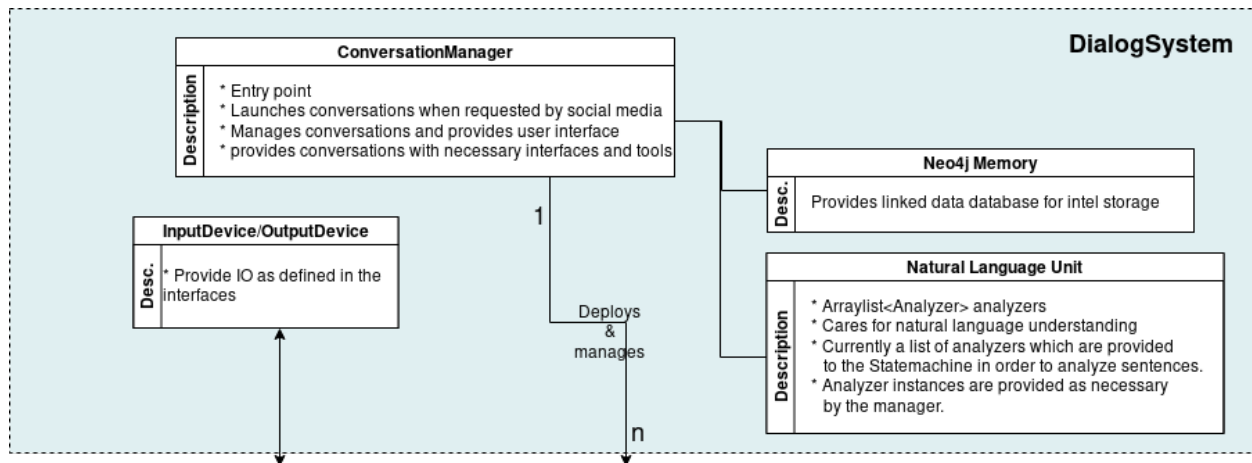 DialogSystem
ConversationManager
Description
* Entry point
* Launches conversations when requested by social media
* Manages conversations and provides user interface
* provides conversations with necessary interfaces and tools
Neo4j Memory
Desc.
Provides linked data database for intel storage
InputDevice/OutputDevice
Desc.
* Provide IO as defined in the
interfaces
1
Deploys
&
manages
n
Natural Language Unit
Description
* Arraylist<Analyzer> analyzers
* Cares for natural language understanding
* Currently a list of analyzers which are provided
to the Statemachine in order to analyze sentences.
* Analyzer instances are provided as necessary
by the manager.